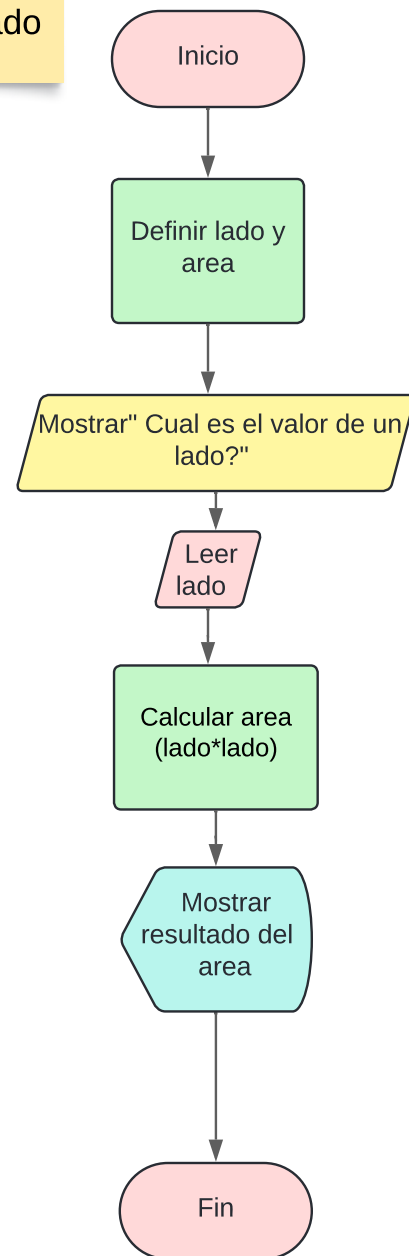 Inicio
Definir lado y
area
Mostrar" Cual es el valor de un
lado?"
Leer
lado
Calcular area
(lado*lado)
Mostrar
resultado del
area
Fin